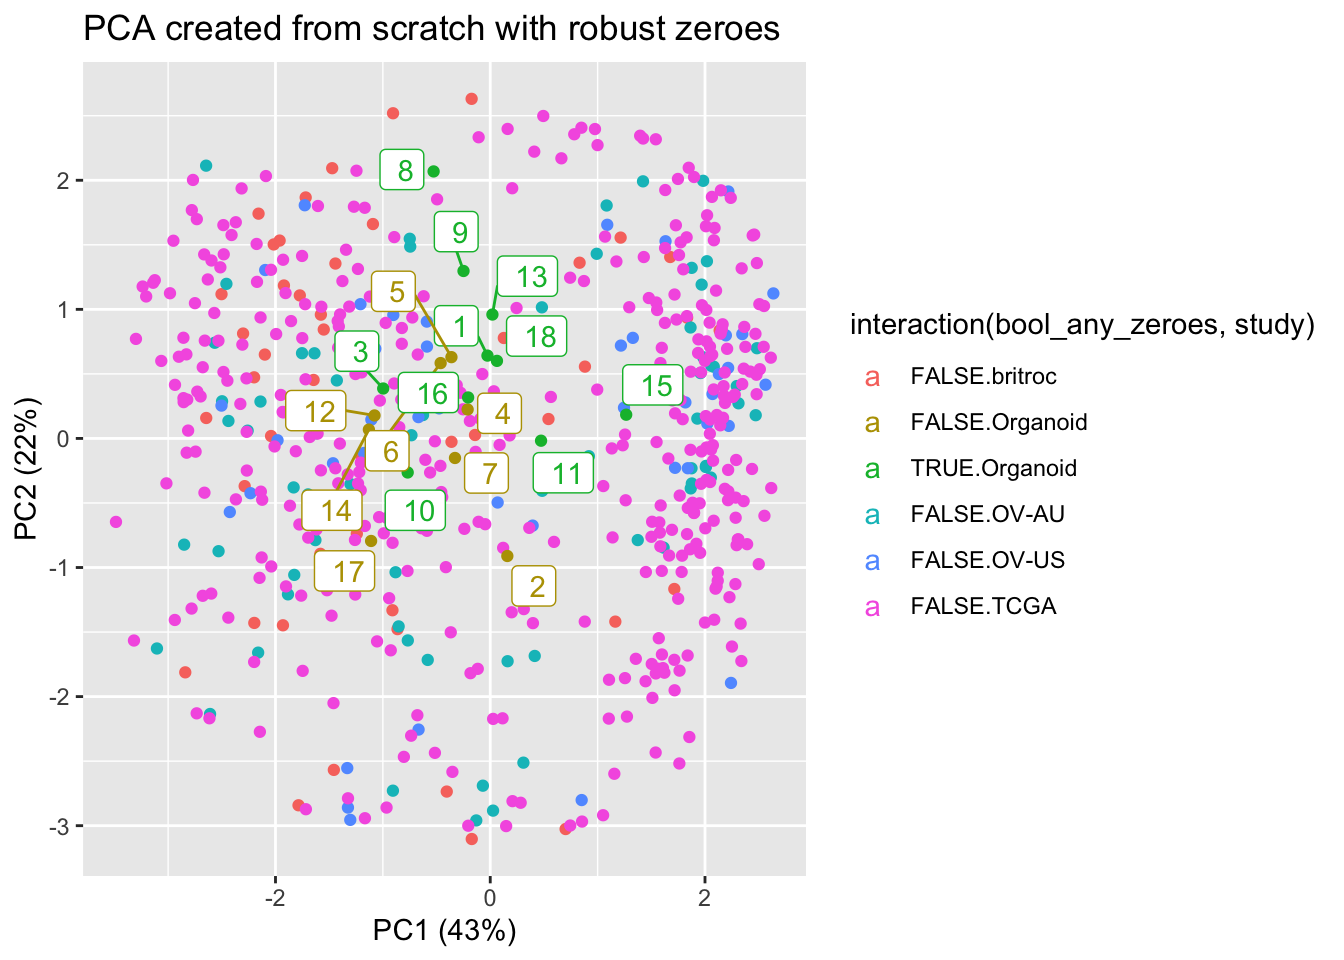 PCA created from scratch with robust zeroes
PC2 (22%)
2
1
0
-1
-2
-3
8
9
13
5
1
18
3
15
16
12
4
6
7
11
14
10
17
2
-2
0
2
PC1 (43%)
interaction(bool_any_zeroes, study)
a FALSE.britroc
a FALSE.Organoid
a TRUE.Organoid
a FALSE.OV-AU
a FALSE.OV-US
a FALSE.TCGA